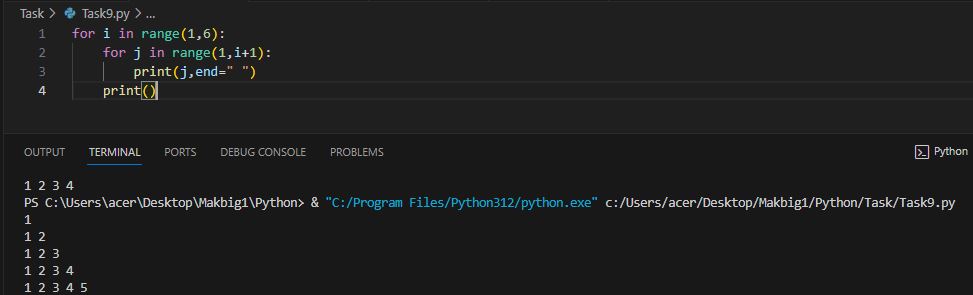 Task > Task9.py > ...
1 for i in range(1,6):
2     for j in range(1,i+1):
3         print(j,end=" ")
4     print()
OUTPUT TERMINAL PORTS DEBUG CONSOLE PROBLEMS Python
1 2 3 4
PS C:\Users\acer\Desktop\Makbig1\Python> & "C:/Program Files/Python312/python.exe" c:/Users/acer/Desktop/Makbig1/Python/Task/Task9.py
1
1 2
1 2 3
1 2 3 4
1 2 3 4 5